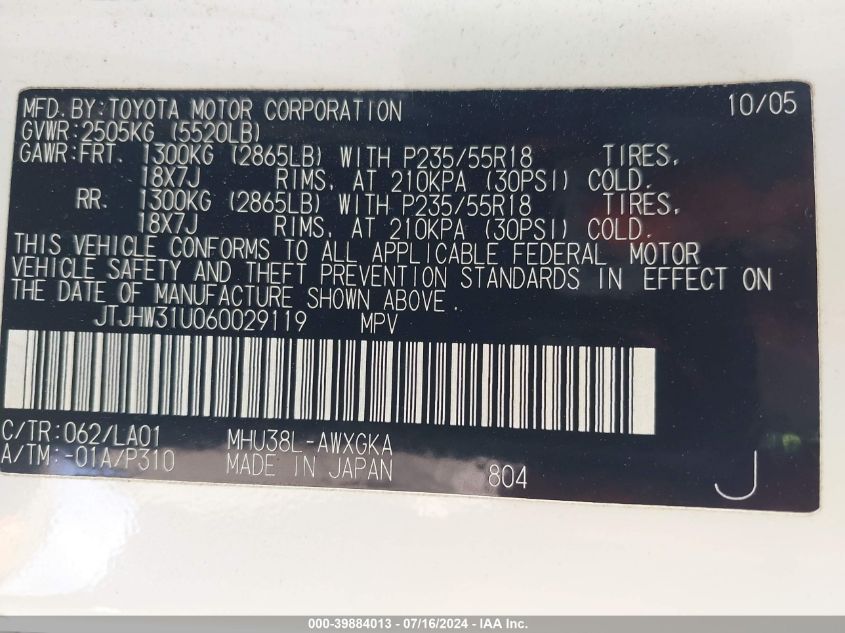 MFD.BY:TOYOTA MOTOR CORPORATION 10/05
GVWR:2505KG (5520LB)
GAWR:FRT. 1300KG (2865LB) WITH P235/55R18 TIRES,
18X7J RIMS, AT 210KPA (30PSI) COLD.
RR. 1300KG (2865LB) WITH P235/55R18 TIRES,
18X7J RIMS, AT 210KPA (30PSI) COLD.
THIS VEHICLE CONFORMS TO ALL APPLICABLE FEDERAL MOTOR
VEHICLE SAFETY AND THEFT PREVENTION STANDARDS IN EFFECT ON
THE DATE OF MANUFACTURE SHOWN ABOVE.
JTJHW31U060029119 MPV
C/TR:062/LA01 MHU38L-AWXGKA
A/TM:-01A/P310 MADE IN JAPAN 804 J
000-39884013 - 07/16/2024 - IAA Inc.